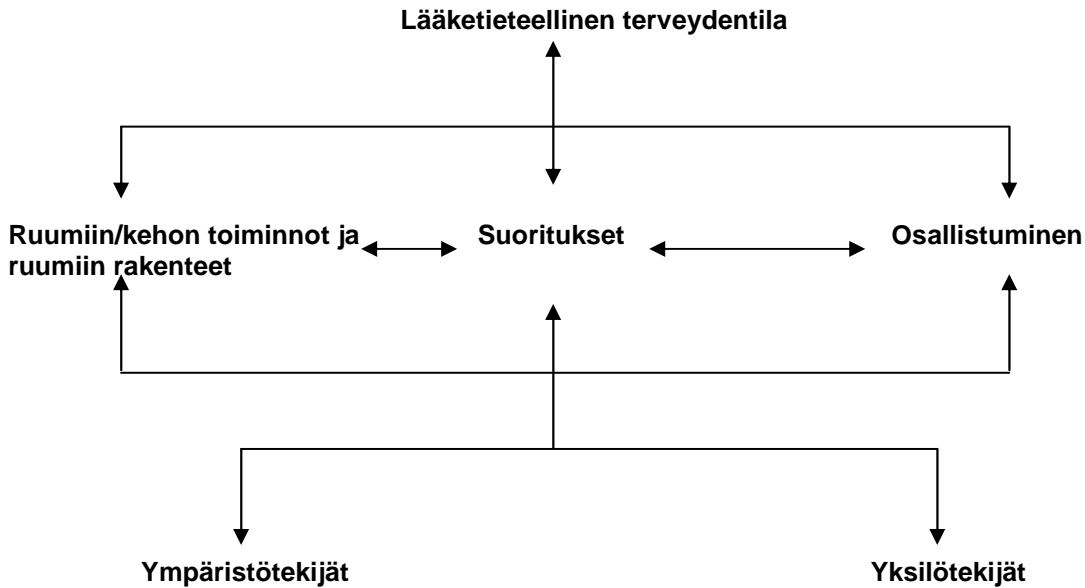 Lääketieteellinen terveydentila
Ruumiin/kehon toiminnot ja
ruumiin rakenteet
Suoritukset
Osallistuminen
Ympäristötekijät
Yksilötekijät